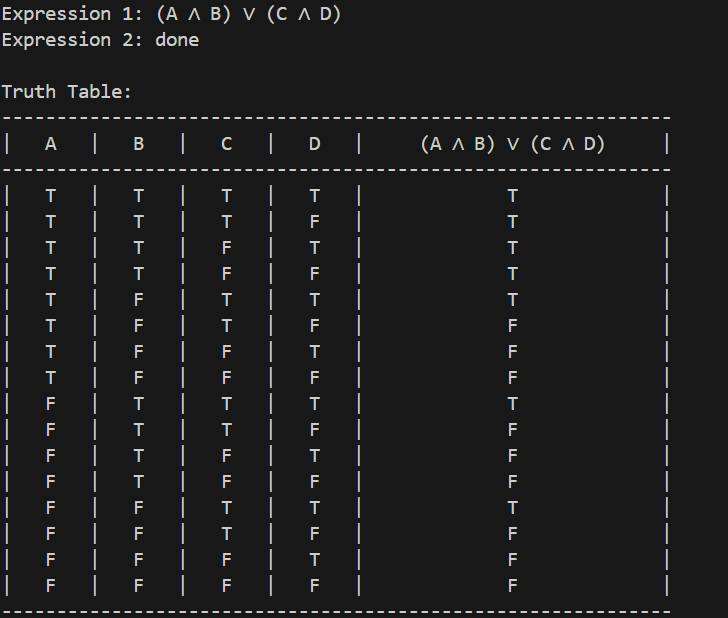 Expression 1: (A ∧ B) ∨ (C ∧ D)
Expression 2: done
Truth Table:
-------------------------------------------------------------
|   A   |   B   |   C   |   D   |     (A ∧ B) ∨ (C ∧ D)     |
-------------------------------------------------------------
|   T   |   T   |   T   |   T   |             T             |
|   T   |   T   |   T   |   F   |             T             |
|   T   |   T   |   F   |   T   |             T             |
|   T   |   T   |   F   |   F   |             T             |
|   T   |   F   |   T   |   T   |             T             |
|   T   |   F   |   T   |   F   |             F             |
|   T   |   F   |   F   |   T   |             F             |
|   T   |   F   |   F   |   F   |             F             |
|   F   |   T   |   T   |   T   |             T             |
|   F   |   T   |   T   |   F   |             F             |
|   F   |   T   |   F   |   T   |             F             |
|   F   |   T   |   F   |   F   |             F             |
|   F   |   F   |   T   |   T   |             T             |
|   F   |   F   |   T   |   F   |             F             |
|   F   |   F   |   F   |   T   |             F             |
|   F   |   F   |   F   |   F   |             F             |
-------------------------------------------------------------